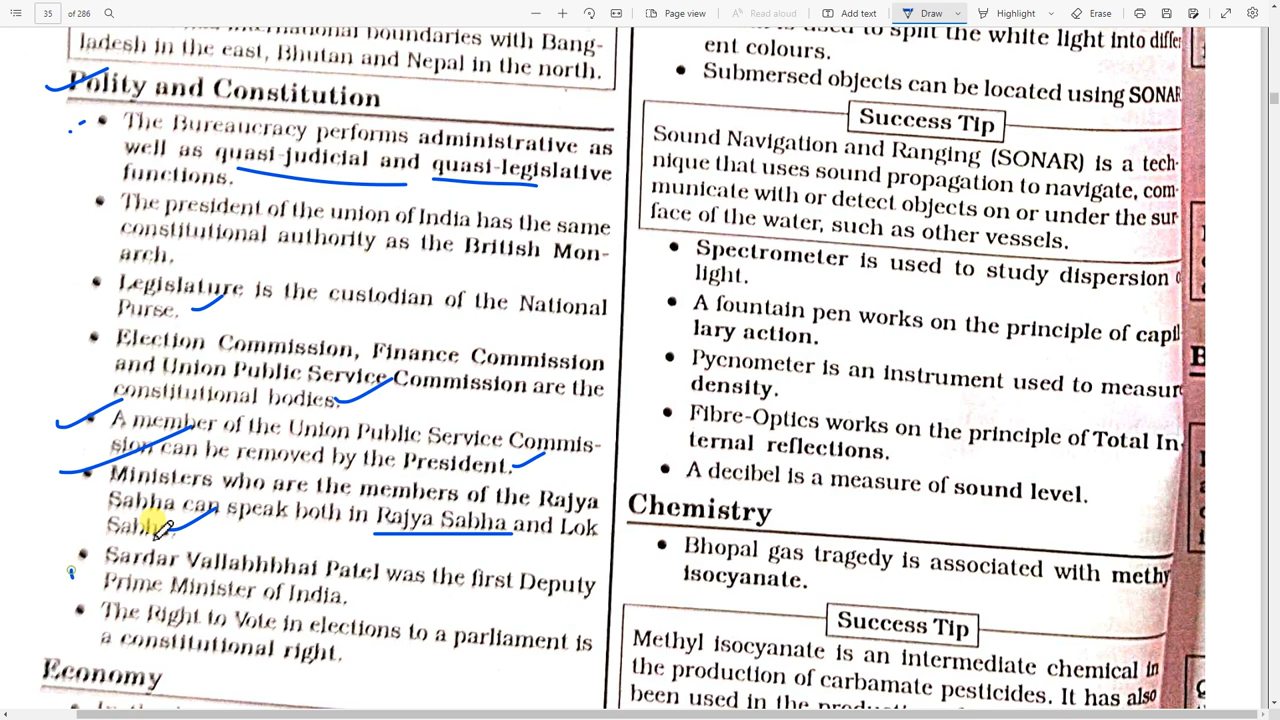 35 of 286
Page view
Read aloud
Add text
Draw
Highlight
Erase
international boundaries with Bang-
ladesh in the east, Bhutan and Nepal in the north.
Polity and Constitution
• The Bureaucracy performs administrative as
well as quasi-judicial and quasi-legislative
functions.
• The president of the union of India has the same
constitutional authority as the British Mon-
arch.
• Legislature is the custodian of the National
Purse.
• Election Commission, Finance Commission
and Union Public Service Commission are the
constitutional bodies.
• A member of the Union Public Service Commis-
sion can be removed by the President.
• Ministers who are the members of the Rajya
Sabha can speak both in Rajya Sabha and Lok
Sabha.
• Sardar Vallabhbhai Patel was the first Deputy
Prime Minister of India.
• The Right to Vote in elections to a parliament is
a constitutional right.
Economy
used to split the white light into differ
ent colours.
• Submersed objects can be located using SONAR
Success Tip
Sound Navigation and Ranging (SONAR) is a tech-
nique that uses sound propagation to navigate, com-
municate with or detect objects on or under the sur-
face of the water, such as other vessels.
• Spectrometer is used to study dispersion o
light.
• A fountain pen works on the principle of capil
lary action.
• Pycnometer is an instrument used to measur
density.
• Fibre-Optics works on the principle of Total In
ternal reflections.
• A decibel is a measure of sound level.
Chemistry
• Bhopal gas tragedy is associated with methy
isocyanate.
Success Tip
Methyl isocyanate is an intermediate chemical in
the production of carbamate pesticides. It has also
been used in the
B